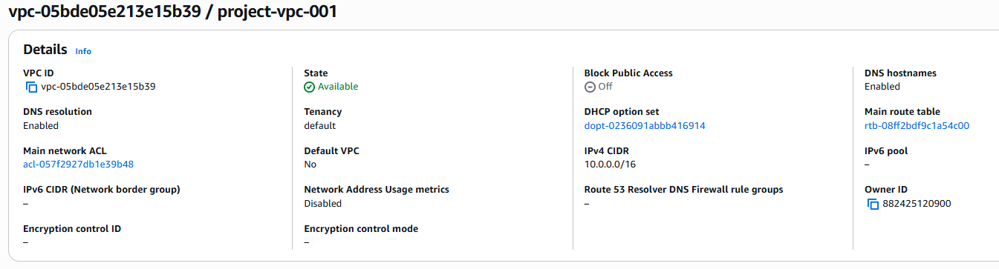 vpc-05bde05e213e15b39 / project-vpc-001
Details Info
VPC ID
vpc-05bde05e213e15b39
State
Available
Block Public Access
Off
DNS hostnames
Enabled
DNS resolution
Enabled
Tenancy
default
DHCP option set
dopt-0236091abbb416914
Main route table
rtb-08ff2bdf9c1a54c00
Main network ACL
acl-057f2927db1e39b48
Default VPC
No
IPv4 CIDR
10.0.0.0/16
IPv6 pool
–
IPv6 CIDR (Network border group)
–
Network Address Usage metrics
Disabled
Route 53 Resolver DNS Firewall rule groups
–
Owner ID
882425120900
Encryption control ID
–
Encryption control mode
–